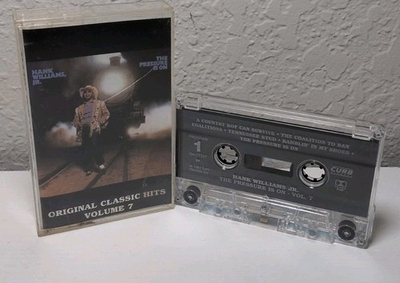 HANK
WILLIAMS,
JR.
THE
PRESSURE
IS ON
ORIGINAL CLASSIC HITS
VOLUME 7
A COUNTRY BOY CAN SURVIVE • THE COALITION TO BAN
COALITIONS • TENNESSEE STUD • RAMBLIN' IN MY SHOES •
THE PRESSURE IS ON
1
CURB
HANK WILLIAMS JR.
THE PRESSURE IS ON - VOL. 7